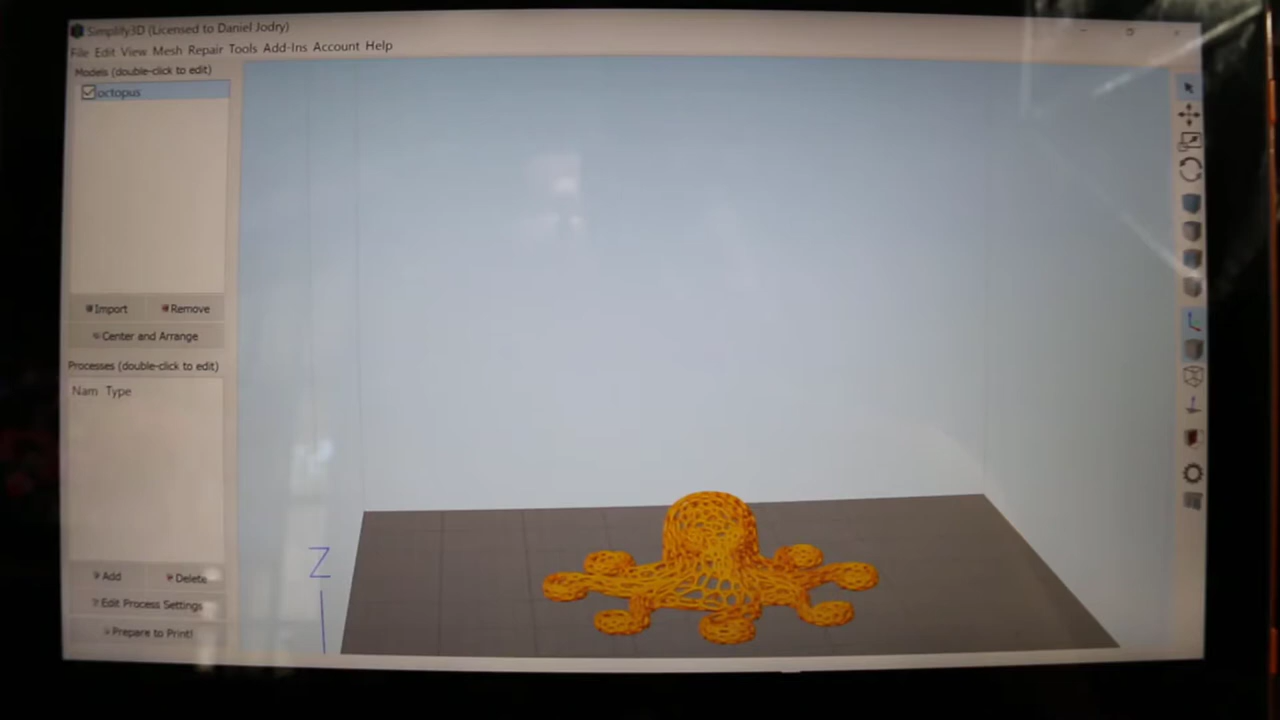 Simplify3D (Licensed to Daniel Jodry)
File Edit View Mesh Repair Tools Add-Ins Account Help
Models (double-click to edit)
octopus
Import Remove
Center and Arrange
Processes (double-click to edit)
Nam Type
Z
Add Delete
Edit Process Settings
Prepare to Print!